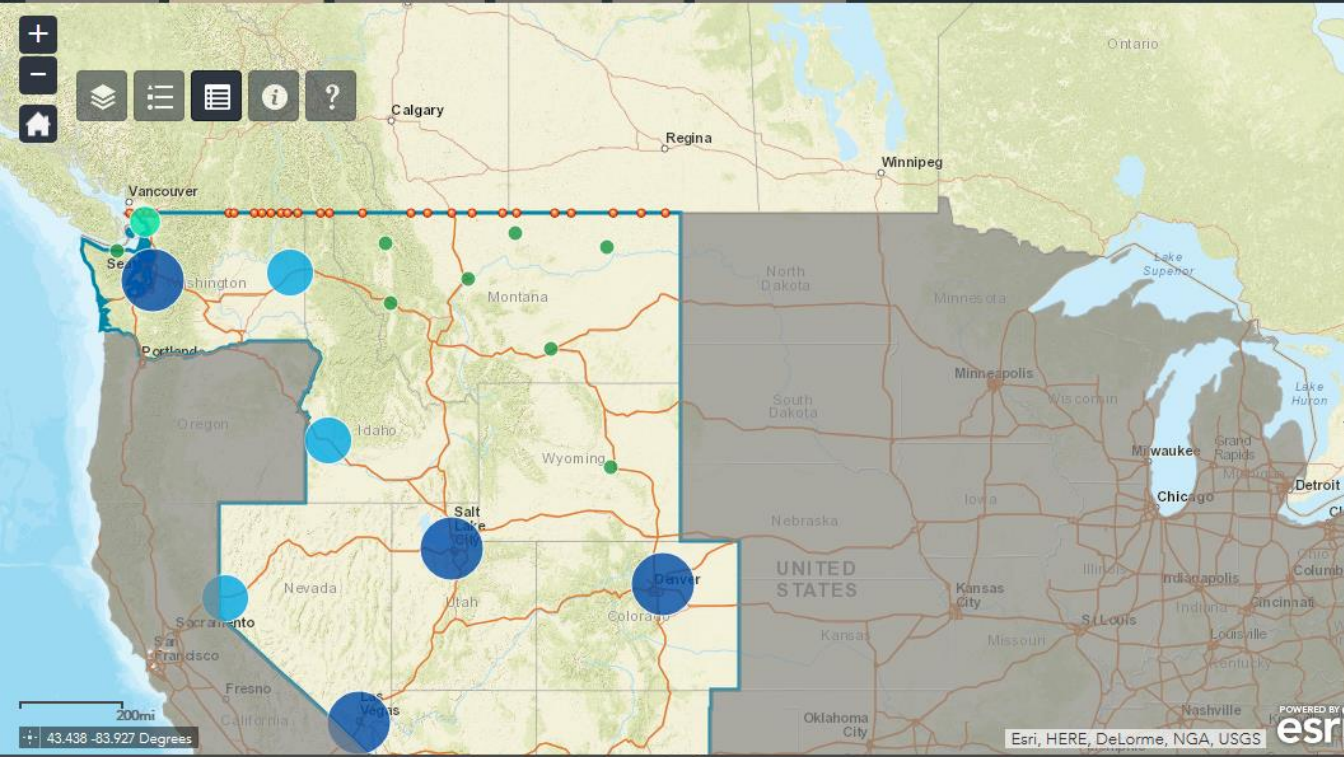 +
−
i
?
Ontario
Calgary
Regina
Winnipeg
Vancouver
Lake
Superior
North
Dakota
Minnesota
Montana
Portland
Minneapolis
Wisconsin
Lake
Huron
Oregon
Idaho
South
Dakota
Wyoming
Milwaukee
Grand
Rapids
Detroit
Chicago
Iowa
Salt
Lake
City
Nebraska
UNITED
STATES
Denver
Nevada
Utah
Colorado
Illinois
Indianapolis
Ohio
Columb
Kansas
City
Indiana
Cincinnati
Sacramento
San
Francisco
Kansas
Missouri
St Louis
Louisville
Kentucky
Fresno
Las
Vegas
California
200mi
43.438 -83.927 Degrees
Oklahoma
City
Nashville
POWERED BY
esri
Esri, HERE, DeLorme, NGA, USGS